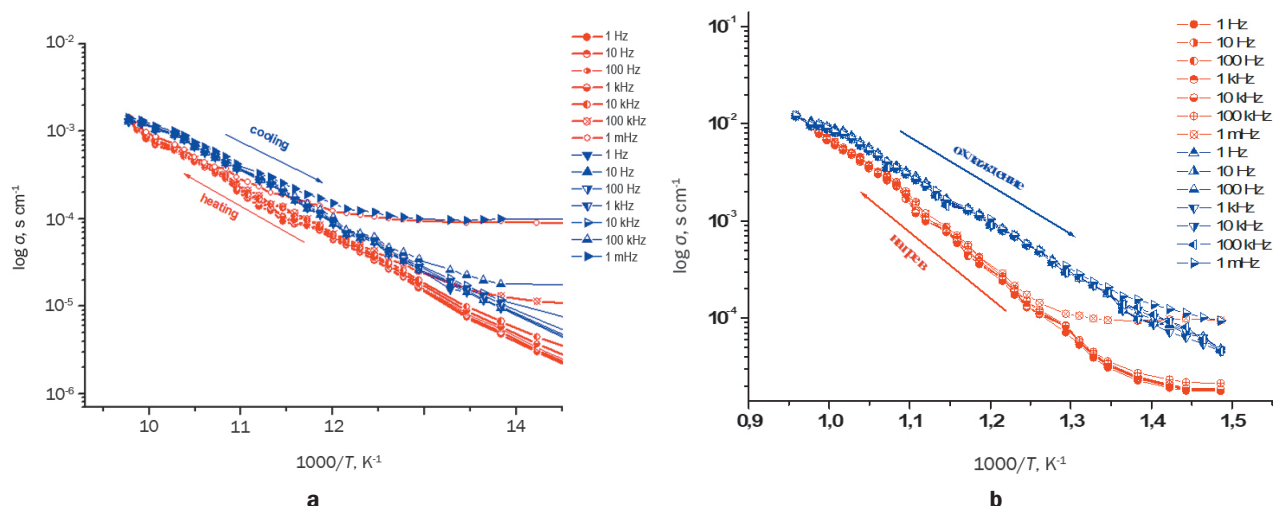 10⁻²
10⁻³
10⁻⁴
10⁻⁵
10⁻⁶
log σ, s cm⁻¹
cooling
heating
1 Hz
10 Hz
100 Hz
1 kHz
10 kHz
100 kHz
1 mHz
1 Hz
10 Hz
100 Hz
1 kHz
10 kHz
100 kHz
1 mHz
10 11 12 13 14
1000/T, K⁻¹
a
10⁻¹
10⁻²
10⁻³
10⁻⁴
log σ, s cm⁻¹
1 Hz
10 Hz
100 Hz
1 kHz
10 kHz
100 kHz
1 mHz
1 Hz
10 Hz
100 Hz
1 kHz
10 kHz
100 kHz
1 mHz
0,9 1,0 1,1 1,2 1,3 1,4 1,5
1000/T, K⁻¹
b